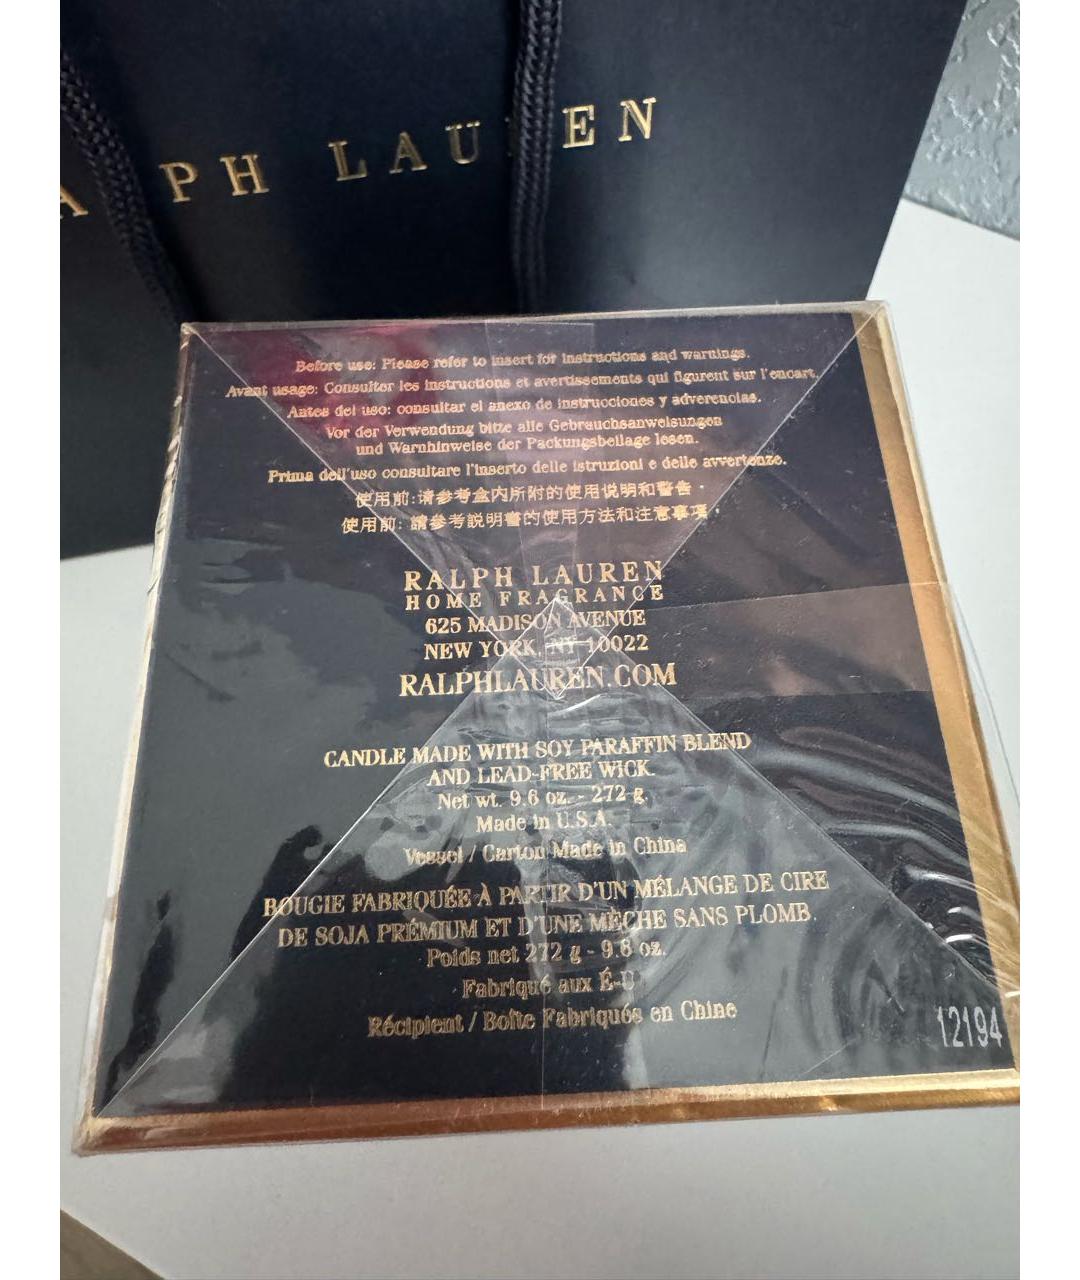 A PH LAU EN
Before use: Please refer to insert for instructions and warnings.
Avant usage: Consulter les instructions et avertissements qui figurent sur l'encart.
Antes del uso: consultar el anexo de instrucciones y adverencias.
Vor der Verwendung bitte alle Gebrauchsanweisungen
und Warnhinweise der Packungsbeilage lesen.
Prima dell'uso consultare l'inserto delle istruzioni e delle avvertenze.
使用前:请参考盒内所附的使用说明和警告。
使用前: 請參考説明書的使用方法和注意事項。
RALPH LAUREN
HOME FRAGRANCE
625 MADISON AVENUE
NEW YORK, NY 10022
RALPHLAUREN.COM
CANDLE MADE WITH SOY PARAFFIN BLEND
AND LEAD-FREE WICK.
Net wt. 9.6 oz. - 272 g.
Made in U.S.A.
Vessel / Carton Made in China
BOUGIE FABRIQUÉE À PARTIR D'UN MÉLANGE DE CIRE
DE SOJA PRÉMIUM ET D'UNE MÈCHE SANS PLOMB.
Poids net 272 g - 9.6 oz.
Fabriqué aux É-U
Récipient / Boîte Fabriqués en Chine
12194